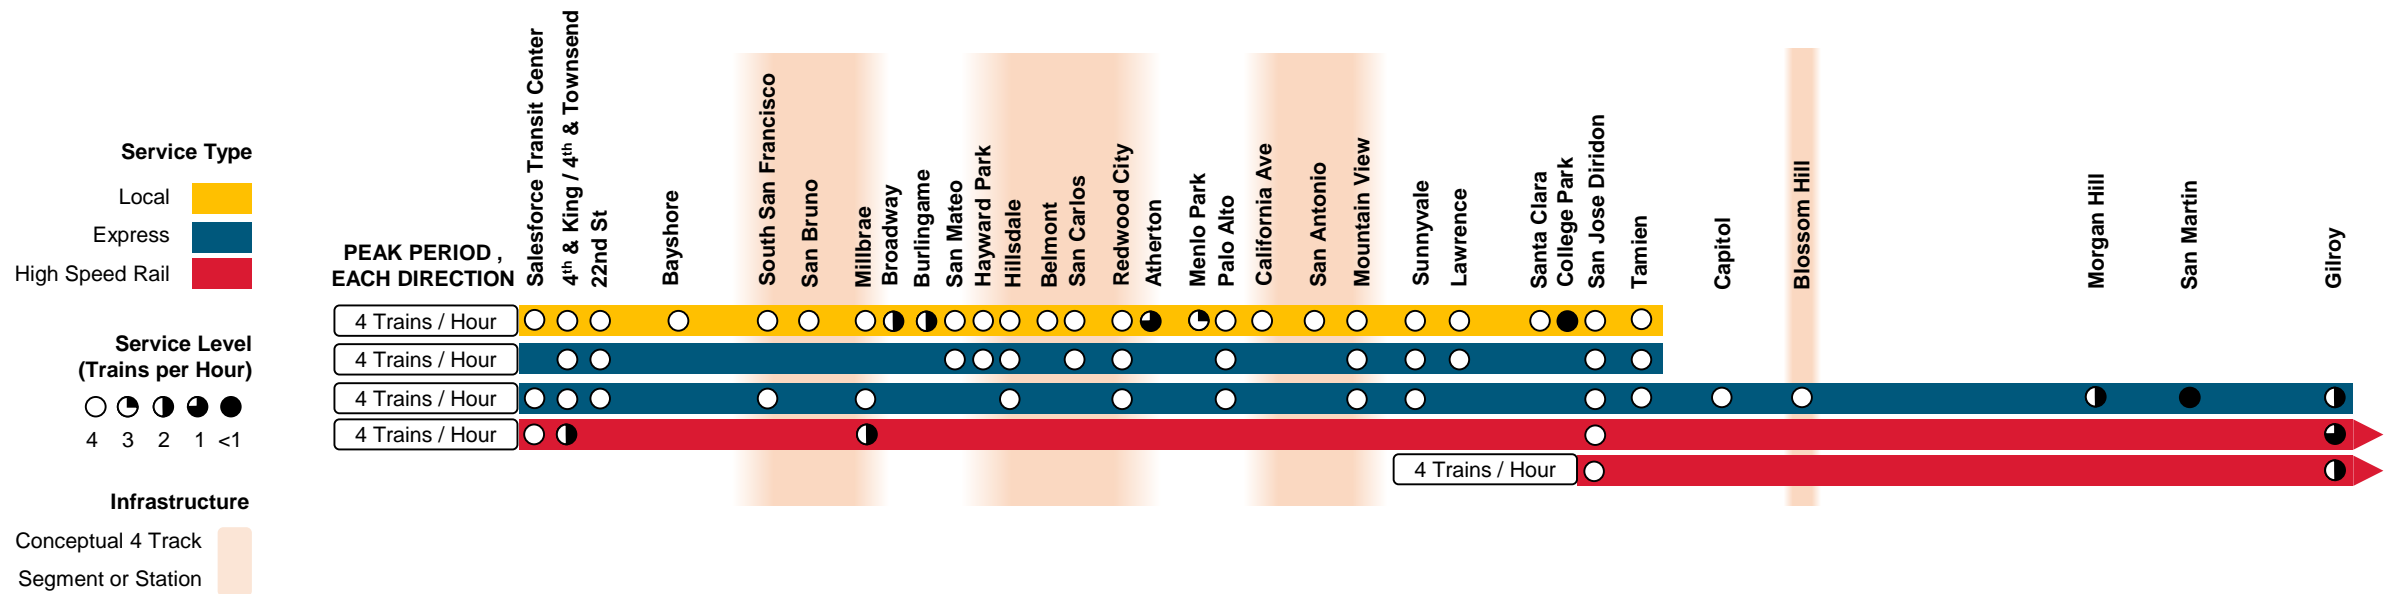 Service Type
Local
Express
High Speed Rail
Service Level
(Trains per Hour)
4 3 2 1 <1
Infrastructure
Conceptual 4 Track
Segment or Station
PEAK PERIOD ,
EACH DIRECTION
Salesforce Transit Center
4th & King / 4th & Townsend
22nd St
Bayshore
South San Francisco
San Bruno
Millbrae
Broadway
Burlingame
San Mateo
Hayward Park
Hillsdale
Belmont
San Carlos
Redwood City
Atherton
Menlo Park
Palo Alto
California Ave
San Antonio
Mountain View
Sunnyvale
Lawrence
Santa Clara
College Park
San Jose Diridon
Tamien
Capitol
Blossom Hill
Morgan Hill
San Martin
Gilroy
4 Trains / Hour
4 Trains / Hour
4 Trains / Hour
4 Trains / Hour
4 Trains / Hour